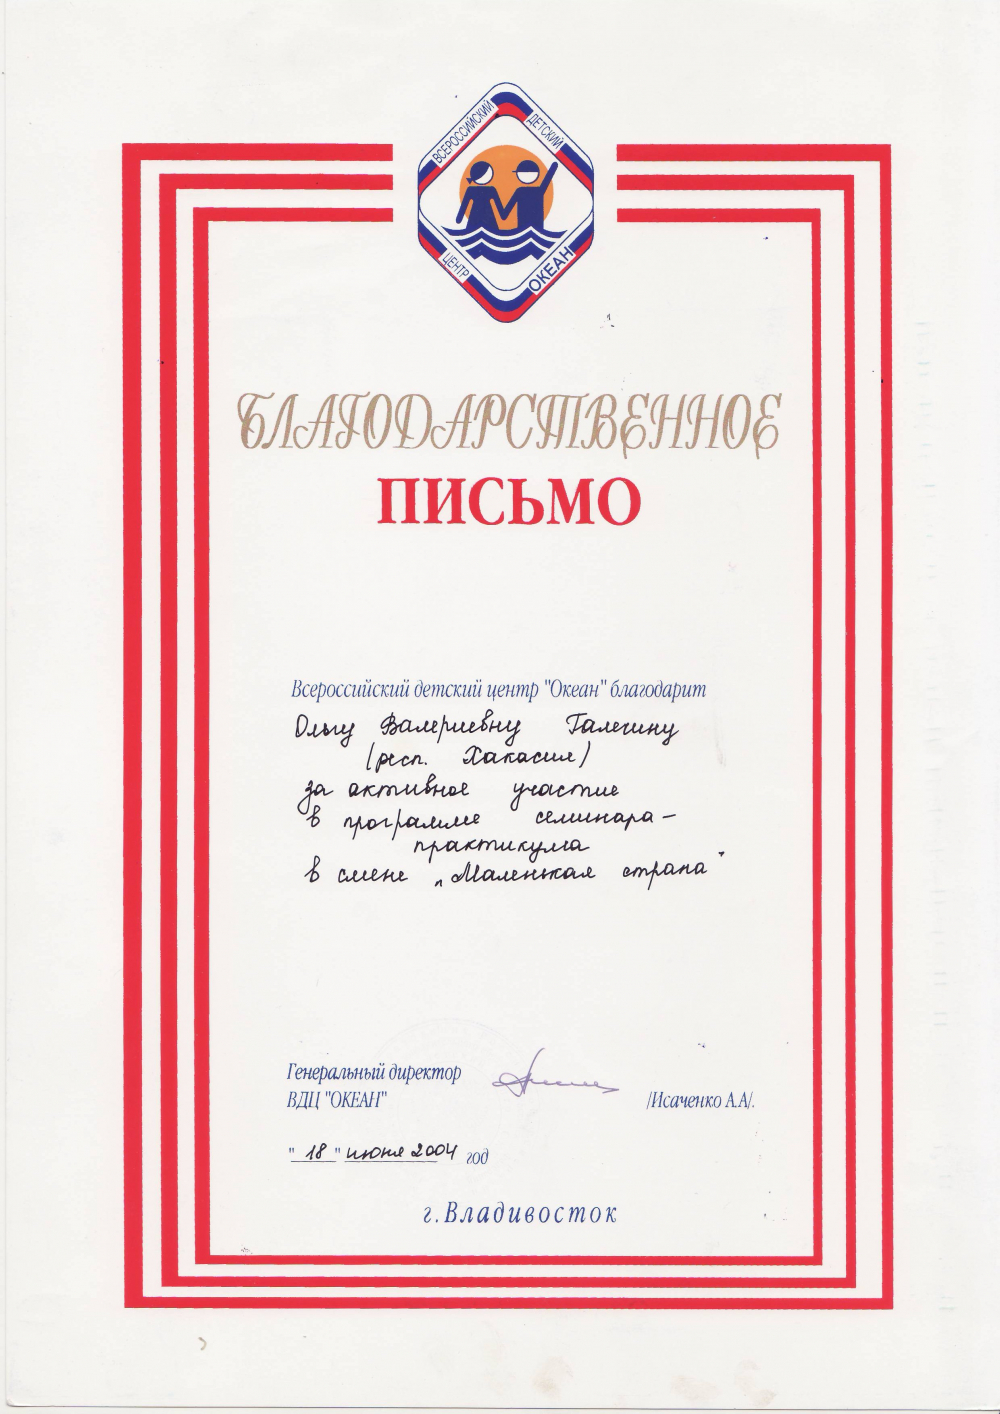 ВСЕРОССИЙСКИЙ
ДЕТСКИЙ
ЦЕНТР
ОКЕАН
БЛАГОДАРСТВЕННОЕ
ПИСЬМО
Всероссийский детский центр "Океан" благодарит
Ольгу Валериевну Галегину
(респ. Хакасия)
за активное участие
в программе семинара-
практикума
в смене „Маленькая страна"
Генеральный директор
ВДЦ "ОКЕАН"
/Исаченко А.А/.
"18" июня 2004 год
г.Владивосток